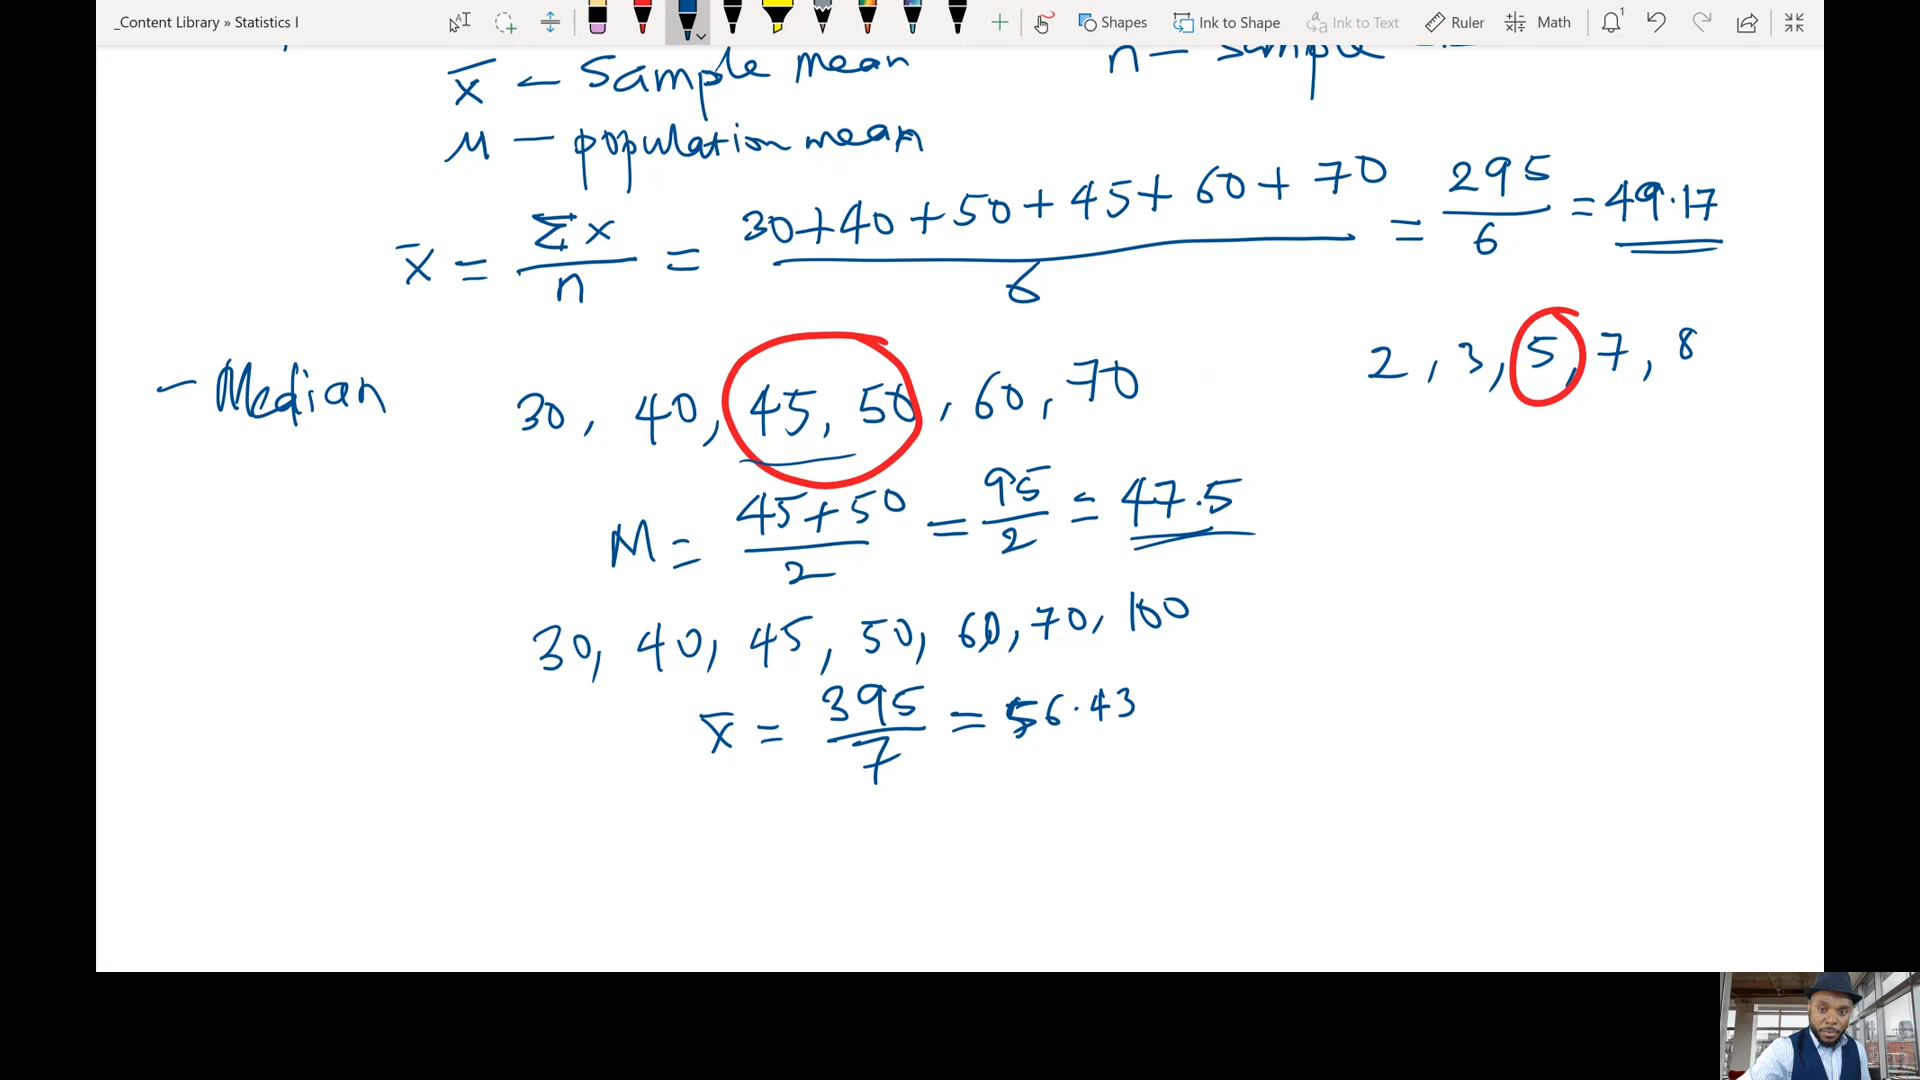 _Content Library » Statistics I
Shapes Ink to Shape Ink to Text Ruler Math 1
x̄ – Sample mean n – sample
μ – population mean
x̄ = Σx/n = (30+40+50+45+60+70)/6 = 295/6 = 49.17
2, 3, 5, 7, 8
– Median 30, 40, 45, 50, 60, 70
M = (45+50)/2 = 95/2 = 47.5
30, 40, 45, 50, 60, 70, 100
x̄ = 395/7 = 56.43